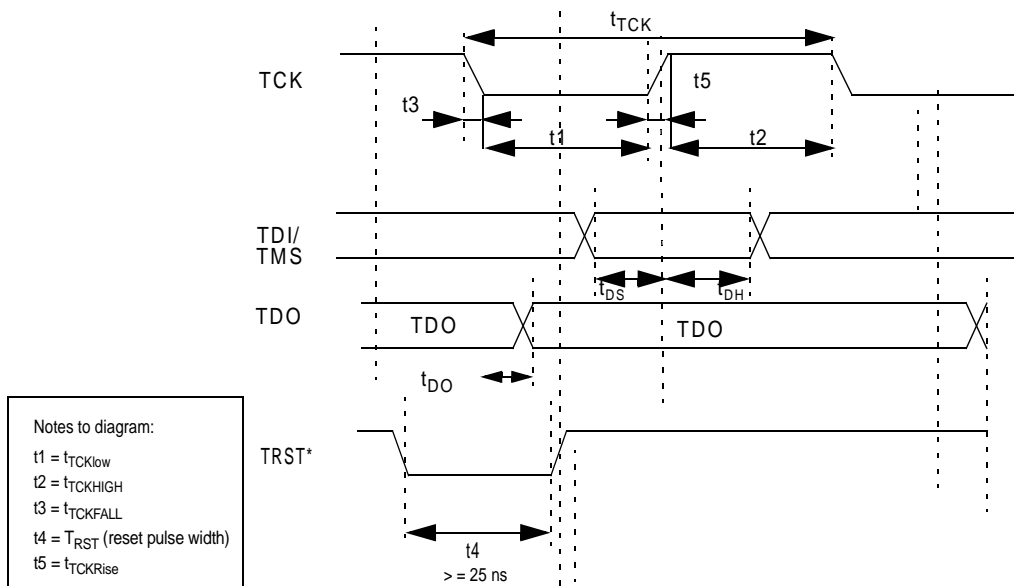 tTCK
TCK
t3
t5
t1
t2
TDI/
TMS
tDS
tDH
TDO
TDO
TDO
tDO
Notes to diagram:
t1 = tTCKlow
t2 = tTCKHIGH
t3 = tTCKFALL
t4 = TRST (reset pulse width)
t5 = tTCKRise
TRST*
t4
> = 25 ns